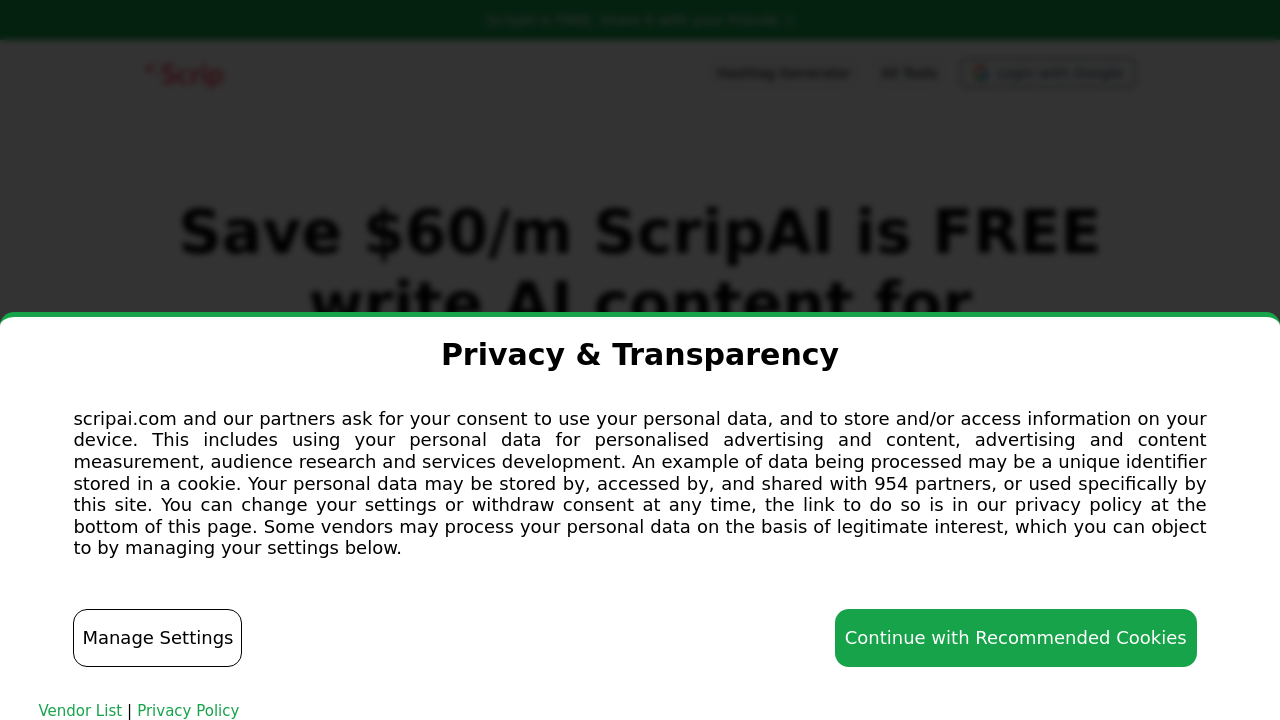 Scrip
Hashtag Generator
All Tools
Login with Google
Save $60/m ScripAI is FREE
write AI content for
Privacy & Transparency
scripai.com and our partners ask for your consent to use your personal data, and to store and/or access information on your
device. This includes using your personal data for personalised advertising and content, advertising and content
measurement, audience research and services development. An example of data being processed may be a unique identifier
stored in a cookie. Your personal data may be stored by, accessed by, and shared with 954 partners, or used specifically by
this site. You can change your settings or withdraw consent at any time, the link to do so is in our privacy policy at the
bottom of this page. Some vendors may process your personal data on the basis of legitimate interest, which you can object
to by managing your settings below.
Manage Settings
Continue with Recommended Cookies
Vendor List | Privacy Policy